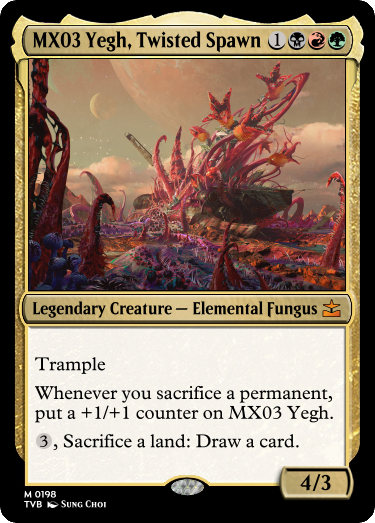 MX03 Yegh, Twisted Spawn 1
Legendary Creature — Elemental Fungus
Trample
Whenever you sacrifice a permanent,
put a +1/+1 counter on MX03 Yegh.
3, Sacrifice a land: Draw a card.
4/3
M 0198
TVB Sung Choi